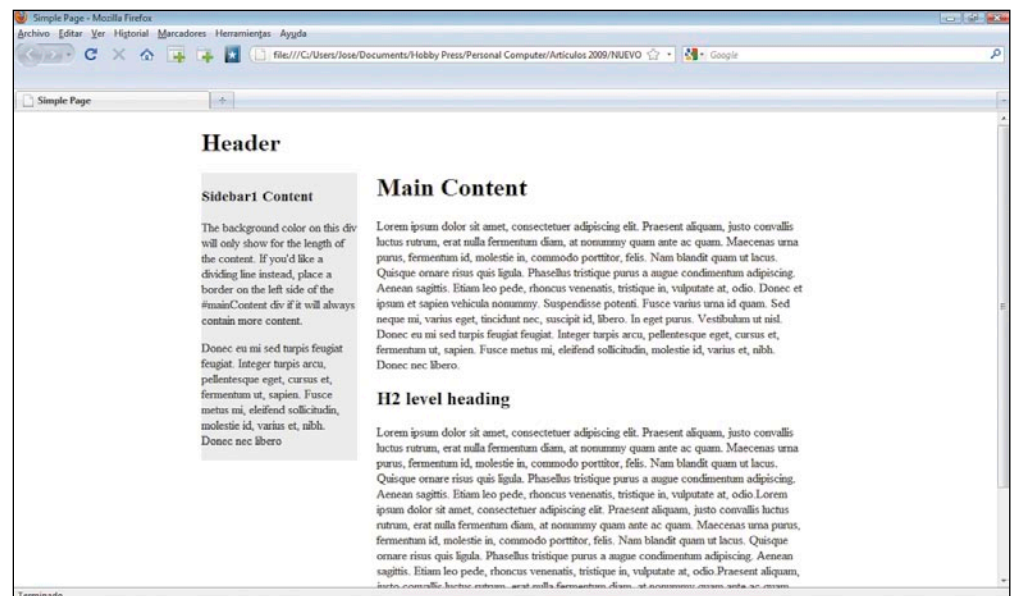 Simple Page - Mozilla Firefox
Archivo Editar Ver Historial Marcadores Herramientas Ayuda
file:///C:/Users/Jose/Documents/Hobby Press/Personal Computer/Artículos 2009/NUEVO
Google
Simple Page
Header
Sidebar1 Content
The background color on this div
will only show for the length of
the content. If you'd like a
dividing line instead, place a
border on the left side of the
#mainContent div if it will always
contain more content.
Donec eu mi sed turpis feugiat
feugiat. Integer turpis arcu,
pellentesque eget, cursus et,
fermentum ut, sapien. Fusce
metus mi, eleifend sollicitudin,
molestie id, varius et, nibh.
Donec nec libero
Main Content
Lorem ipsum dolor sit amet, consectetuer adipiscing elit. Praesent aliquam, justo convallis
luctus rutrum, erat nulla fermentum diam, at nonummy quam ante ac quam. Maecenas urna
purus, fermentum id, molestie in, commodo porttitor, felis. Nam blandit quam ut lacus.
Quisque ornare risus quis ligula. Phasellus tristique purus a augue condimentum adipiscing.
Aenean sagittis. Etiam leo pede, rhoncus venenatis, tristique in, vulputate at, odio. Donec et
ipsum et sapien vehicula nonummy. Suspendisse potenti. Fusce varius urna id quam. Sed
neque mi, varius eget, tincidunt nec, suscipit id, libero. In eget purus. Vestibulum ut nisl.
Donec eu mi sed turpis feugiat feugiat. Integer turpis arcu, pellentesque eget, cursus et,
fermentum ut, sapien. Fusce metus mi, eleifend sollicitudin, molestie id, varius et, nibh.
Donec nec libero.
H2 level heading
Lorem ipsum dolor sit amet, consectetuer adipiscing elit. Praesent aliquam, justo convallis
luctus rutrum, erat nulla fermentum diam, at nonummy quam ante ac quam. Maecenas urna
purus, fermentum id, molestie in, commodo porttitor, felis. Nam blandit quam ut lacus.
Quisque ornare risus quis ligula. Phasellus tristique purus a augue condimentum adipiscing.
Aenean sagittis. Etiam leo pede, rhoncus venenatis, tristique in, vulputate at, odio.Lorem
ipsum dolor sit amet, consectetuer adipiscing elit. Praesent aliquam, justo convallis luctus
rutrum, erat nulla fermentum diam, at nonummy quam ante ac quam. Maecenas urna purus,
fermentum id, molestie in, commodo porttitor, felis. Nam blandit quam ut lacus. Quisque
ornare risus quis ligula. Phasellus tristique purus a augue condimentum adipiscing. Aenean
sagittis. Etiam leo pede, rhoncus venenatis, tristique in, vulputate at, odio.Praesent aliquam,
justo convallis luctus rutrum, erat nulla fermentum diam, at nonummy quam ante ac quam.
Terminado